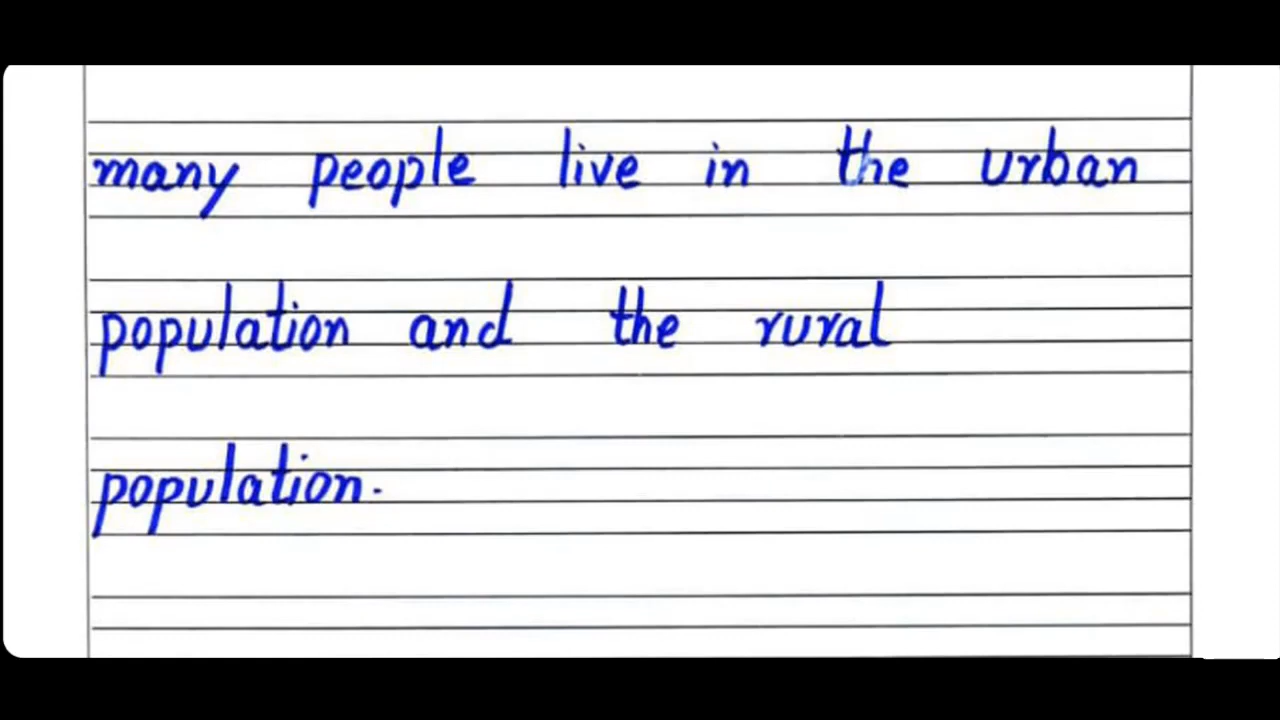 many people live in the urban
population and the rural
population.